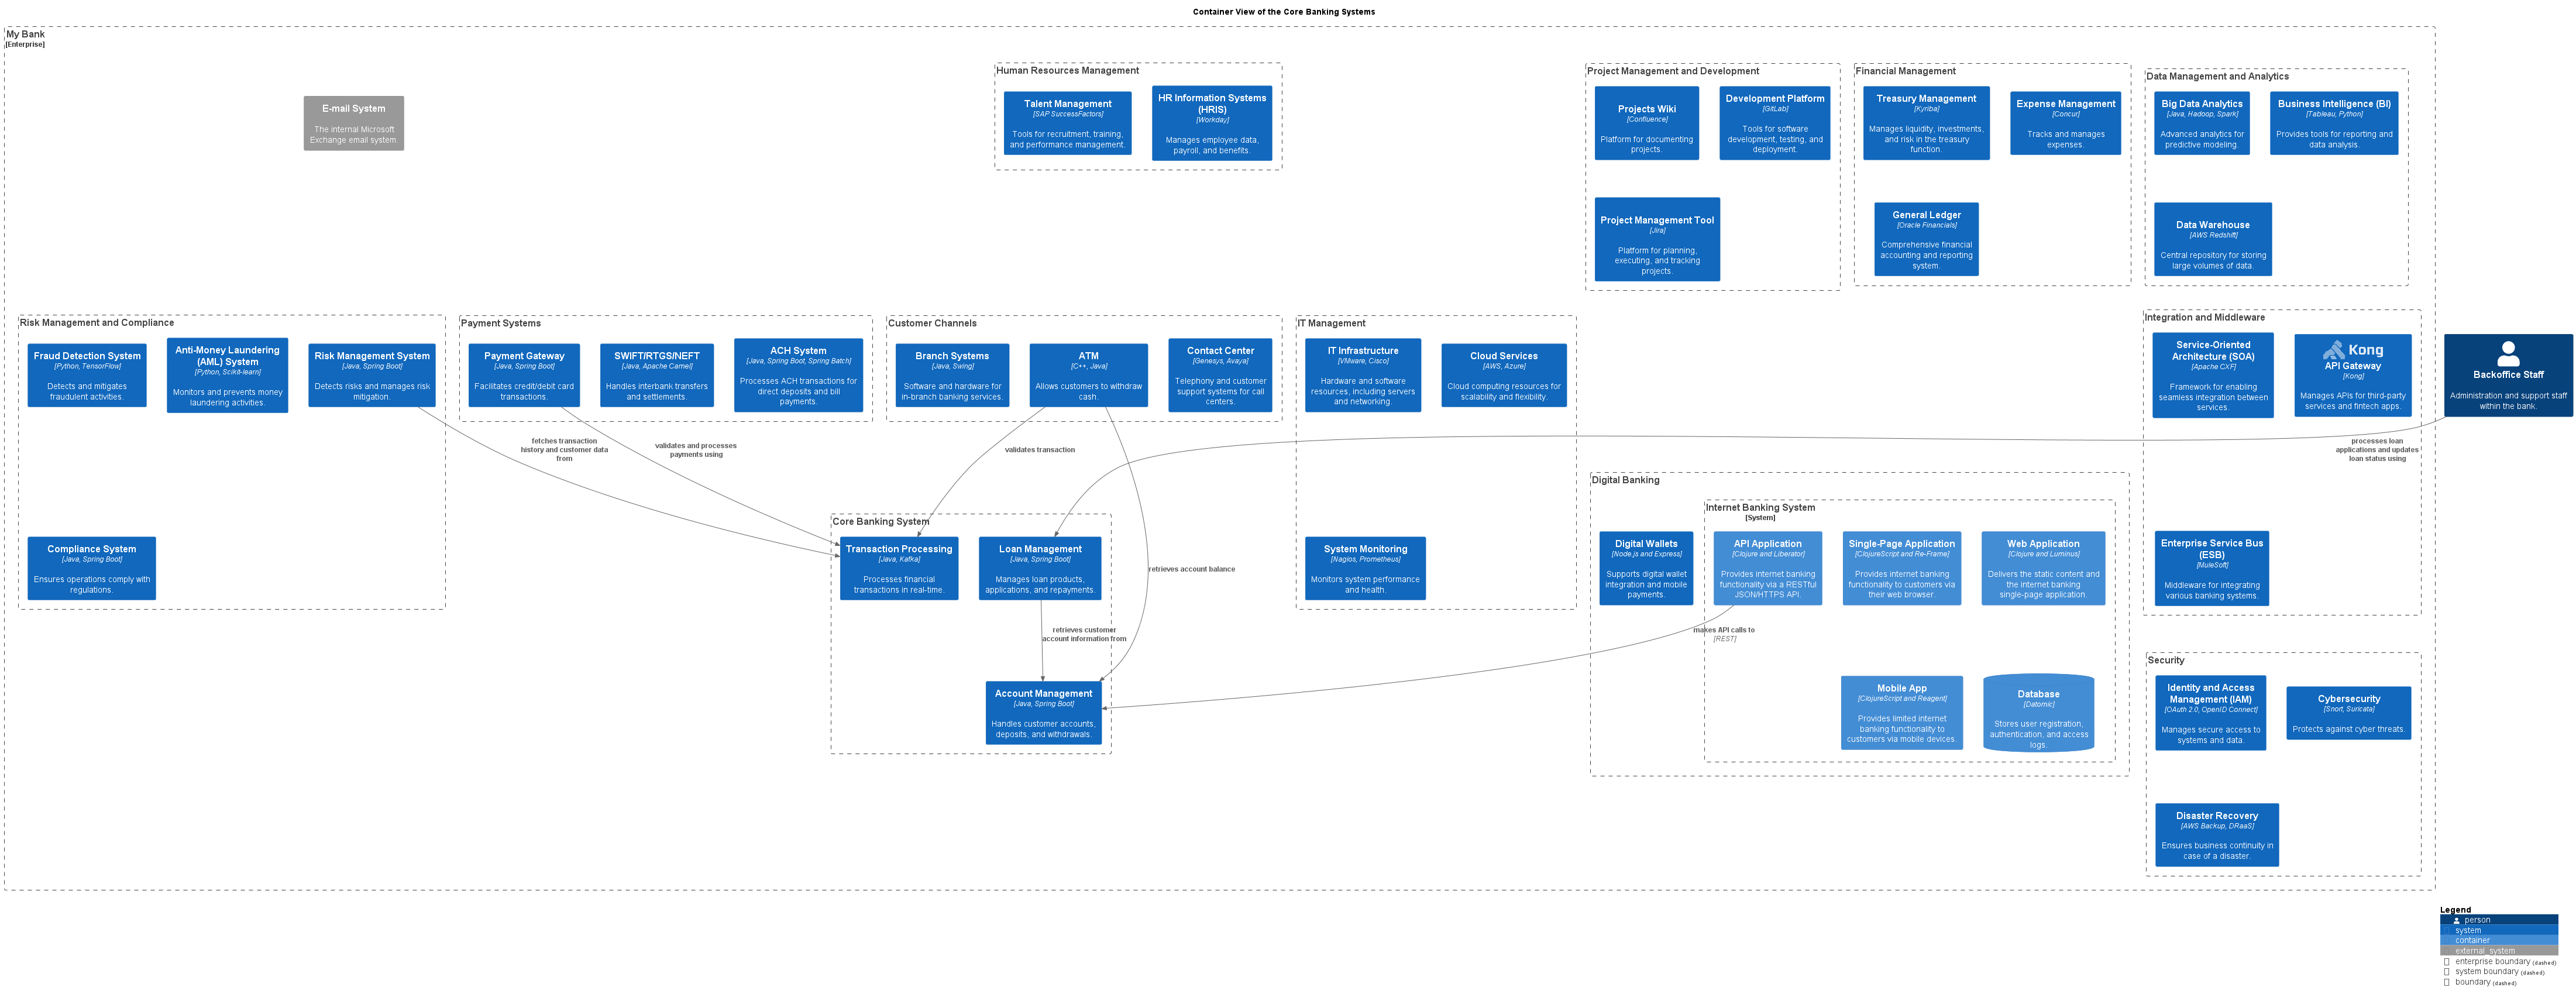 Container View of the Core Banking Systems
My Bank
[Enterprise]
E-mail System
The internal Microsoft
Exchange email system.
Human Resources Management
Talent Management
[SAP SuccessFactors]
Tools for recruitment, training,
and performance management.
HR Information Systems
(HRIS)
[Workday]
Manages employee data,
payroll, and benefits.
Project Management and Development
Projects Wiki
[Confluence]
Platform for documenting
projects.
Development Platform
[GitLab]
Tools for software
development, testing, and
deployment.
Project Management Tool
[Jira]
Platform for planning,
executing, and tracking
projects.
Financial Management
Treasury Management
[Kyriba]
Manages liquidity, investments,
and risk in the treasury
function.
Expense Management
[Concur]
Tracks and manages
expenses.
General Ledger
[Oracle Financials]
Comprehensive financial
accounting and reporting
system.
Data Management and Analytics
Big Data Analytics
[Java, Hadoop, Spark]
Advanced analytics for
predictive modeling.
Business Intelligence (BI)
[Tableau, Python]
Provides tools for reporting and
data analysis.
Data Warehouse
[AWS Redshift]
Central repository for storing
large volumes of data.
Risk Management and Compliance
Fraud Detection System
[Python, TensorFlow]
Detects and mitigates
fraudulent activities.
Anti-Money Laundering
(AML) System
[Python, Scikit-learn]
Monitors and prevents money
laundering activities.
Risk Management System
[Java, Spring Boot]
Detects risks and manages risk
mitigation.
Compliance System
[Java, Spring Boot]
Ensures operations comply with
regulations.
Payment Systems
Payment Gateway
[Java, Spring Boot]
Facilitates credit/debit card
transactions.
SWIFT/RTGS/NEFT
[Java, Apache Camel]
Handles interbank transfers
and settlements.
ACH System
[Java, Spring Boot, Spring Batch]
Processes ACH transactions for
direct deposits and bill
payments.
Customer Channels
Branch Systems
[Java, Swing]
Software and hardware for
in-branch banking services.
ATM
[C++, Java]
Allows customers to withdraw
cash.
Contact Center
[Genesys, Avaya]
Telephony and customer
support systems for call
centers.
IT Management
IT Infrastructure
[VMware, Cisco]
Hardware and software
resources, including servers
and networking.
Cloud Services
[AWS, Azure]
Cloud computing resources for
scalability and flexibility.
System Monitoring
[Nagios, Prometheus]
Monitors system performance
and health.
Integration and Middleware
Service-Oriented
Architecture (SOA)
[Apache CXF]
Framework for enabling
seamless integration between
services.
Kong
API Gateway
[Kong]
Manages APIs for third-party
services and fintech apps.
Enterprise Service Bus
(ESB)
[MuleSoft]
Middleware for integrating
various banking systems.
Backoffice Staff
Administration and support staff
within the bank.
fetches transaction
history and customer data
from
validates and processes
payments using
validates transaction
processes loan
applications and updates
loan status using
Core Banking System
Transaction Processing
[Java, Kafka]
Processes financial
transactions in real-time.
Loan Management
[Java, Spring Boot]
Manages loan products,
applications, and repayments.
retrieves account balance
retrieves customer
account information from
Account Management
[Java, Spring Boot]
Handles customer accounts,
deposits, and withdrawals.
Digital Banking
Digital Wallets
[Node.js and Express]
Supports digital wallet
integration and mobile
payments.
Internet Banking System
[System]
API Application
[Clojure and Liberator]
Provides internet banking
functionality via a RESTful
JSON/HTTPS API.
Single-Page Application
[ClojureScript and Re-Frame]
Provides internet banking
functionality to customers via
their web browser.
Web Application
[Clojure and Luminus]
Delivers the static content and
the internet banking
single-page application.
makes API calls to
[REST]
Mobile App
[ClojureScript and Reagent]
Provides limited internet
banking functionality to
customers via mobile devices.
Database
[Datomic]
Stores user registration,
authentication, and access
logs.
Security
Identity and Access
Management (IAM)
[OAuth 2.0, OpenID Connect]
Manages secure access to
systems and data.
Cybersecurity
[Snort, Suricata]
Protects against cyber threats.
Disaster Recovery
[AWS Backup, DRaaS]
Ensures business continuity in
case of a disaster.
Legend
person
system
container
external_system
enterprise boundary (dashed)
system boundary (dashed)
boundary (dashed)